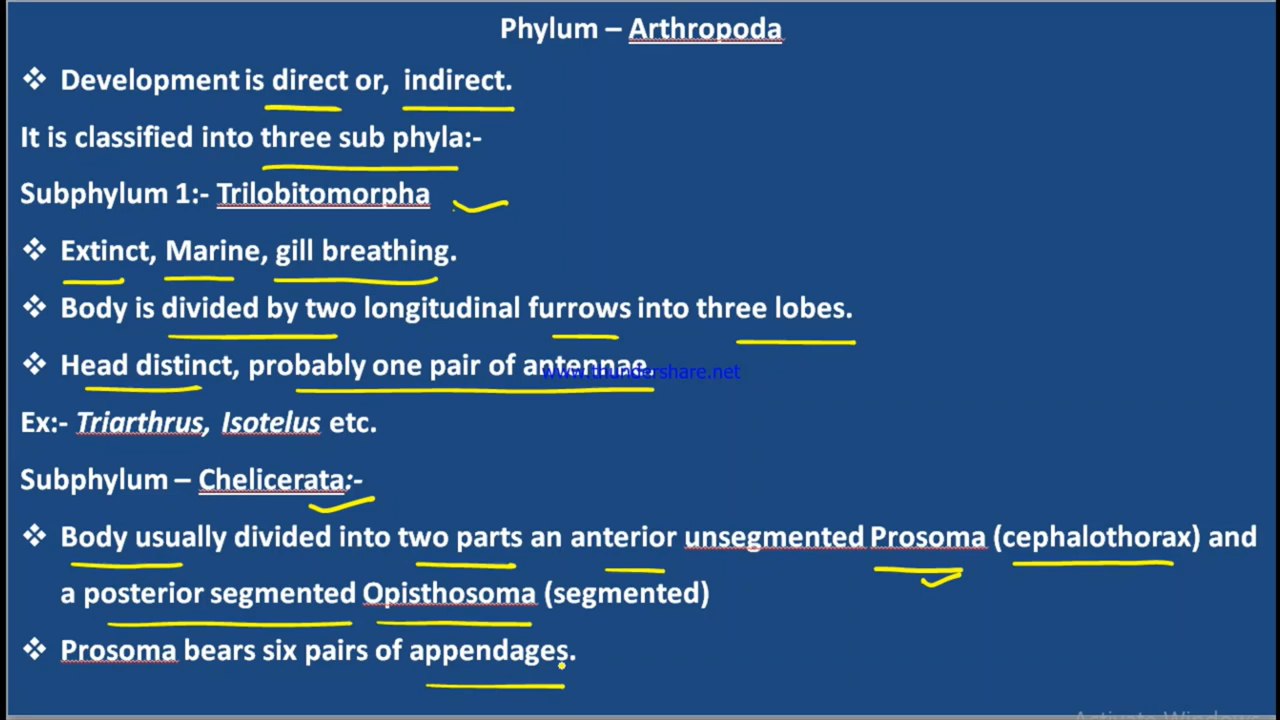 Phylum – Arthropoda
❖ Development is direct or, indirect.
It is classified into three sub phyla:-
Subphylum 1:- Trilobitomorpha
❖ Extinct, Marine, gill breathing.
❖ Body is divided by two longitudinal furrows into three lobes.
❖ Head distinct, probably one pair of antennae.
www.thundershare.net
Ex:- Triarthrus, Isotelus etc.
Subphylum – Chelicerata:-
❖ Body usually divided into two parts an anterior unsegmented Prosoma (cephalothorax) and
a posterior segmented Opisthosoma (segmented)
❖ Prosoma bears six pairs of appendages.